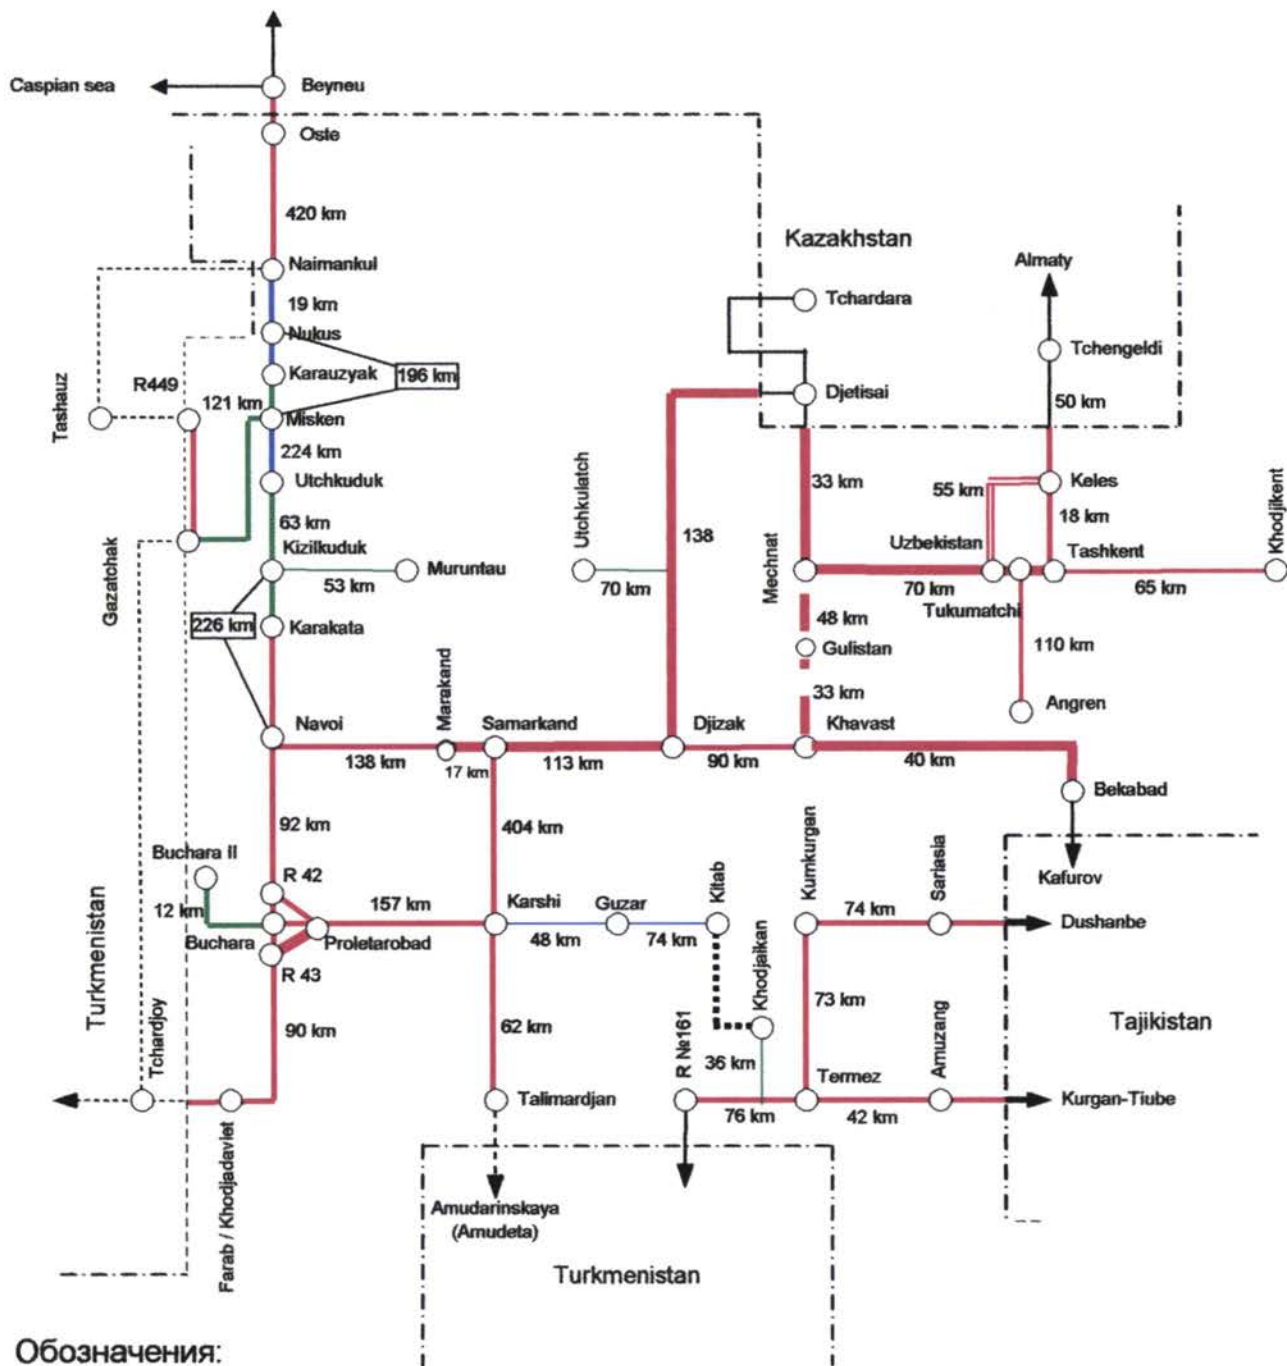 Caspian sea
Beyneu
Oste
420 km
Kazakhstan
Almaty
Naimankul
19 km
Tchardara
Nukus
Tchengeldi
R449
Karauzyak
196 km
Djetisai
50 km
Tashauz
121 km
Misken
224 km
Utchkuduk
Utchkulatch
33 km
55 km
Keles
Khodjikent
63 km
138
18 km
Gazatchak
Kizilkuduk
Uzbekistan
Tashkent
53 km
Muruntau
70 km
Mechnat
70 km
Tukumatchi
65 km
226 km
Karakata
48 km
Gulistan
110 km
Marakand
33 km
Angren
Navoi
Samarkand
Djizak
Khavast
138 km
17 km
113 km
90 km
40 km
Bekabad
92 km
404 km
Buchara II
R 42
Kitab
Kumkurgan
Sariasia
Kafurov
12 km
157 km
Karshi
Guzar
74 km
Buchara
Proletarobad
48 km
74 km
Dushanbe
R 43
Khodjaikan
Turkmenistan
Tchardjoy
90 km
62 km
R №161
73 km
Amuzang
Tajikistan
36 km
Termez
Talimardjan
76 km
42 km
Kurgan-Tiube
Farab / Khodjadavlet
Amudarinskaya
(Amudeta)
Turkmenistan
Обозначения: